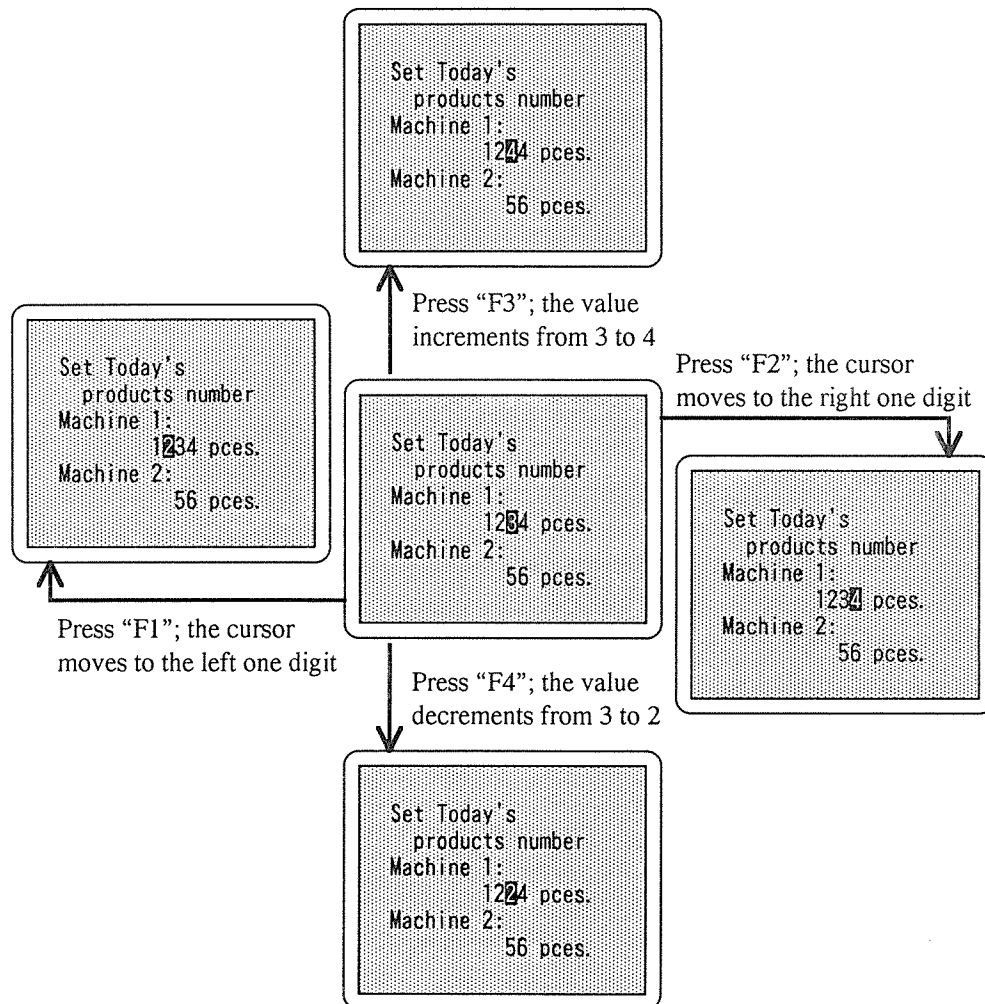 Set Today's
products number
Machine 1:
1244 pces.
Machine 2:
56 pces.
Press “F3”; the value
increments from 3 to 4
Set Today's
products number
Machine 1:
1234 pces.
Machine 2:
56 pces.
Press “F2”; the cursor
moves to the right one digit
Set Today's
products number
Machine 1:
1234 pces.
Machine 2:
56 pces.
Set Today's
products number
Machine 1:
1234 pces.
Machine 2:
56 pces.
Press “F1”; the cursor
moves to the left one digit
Press “F4”; the value
decrements from 3 to 2
Set Today's
products number
Machine 1:
1224 pces.
Machine 2:
56 pces.